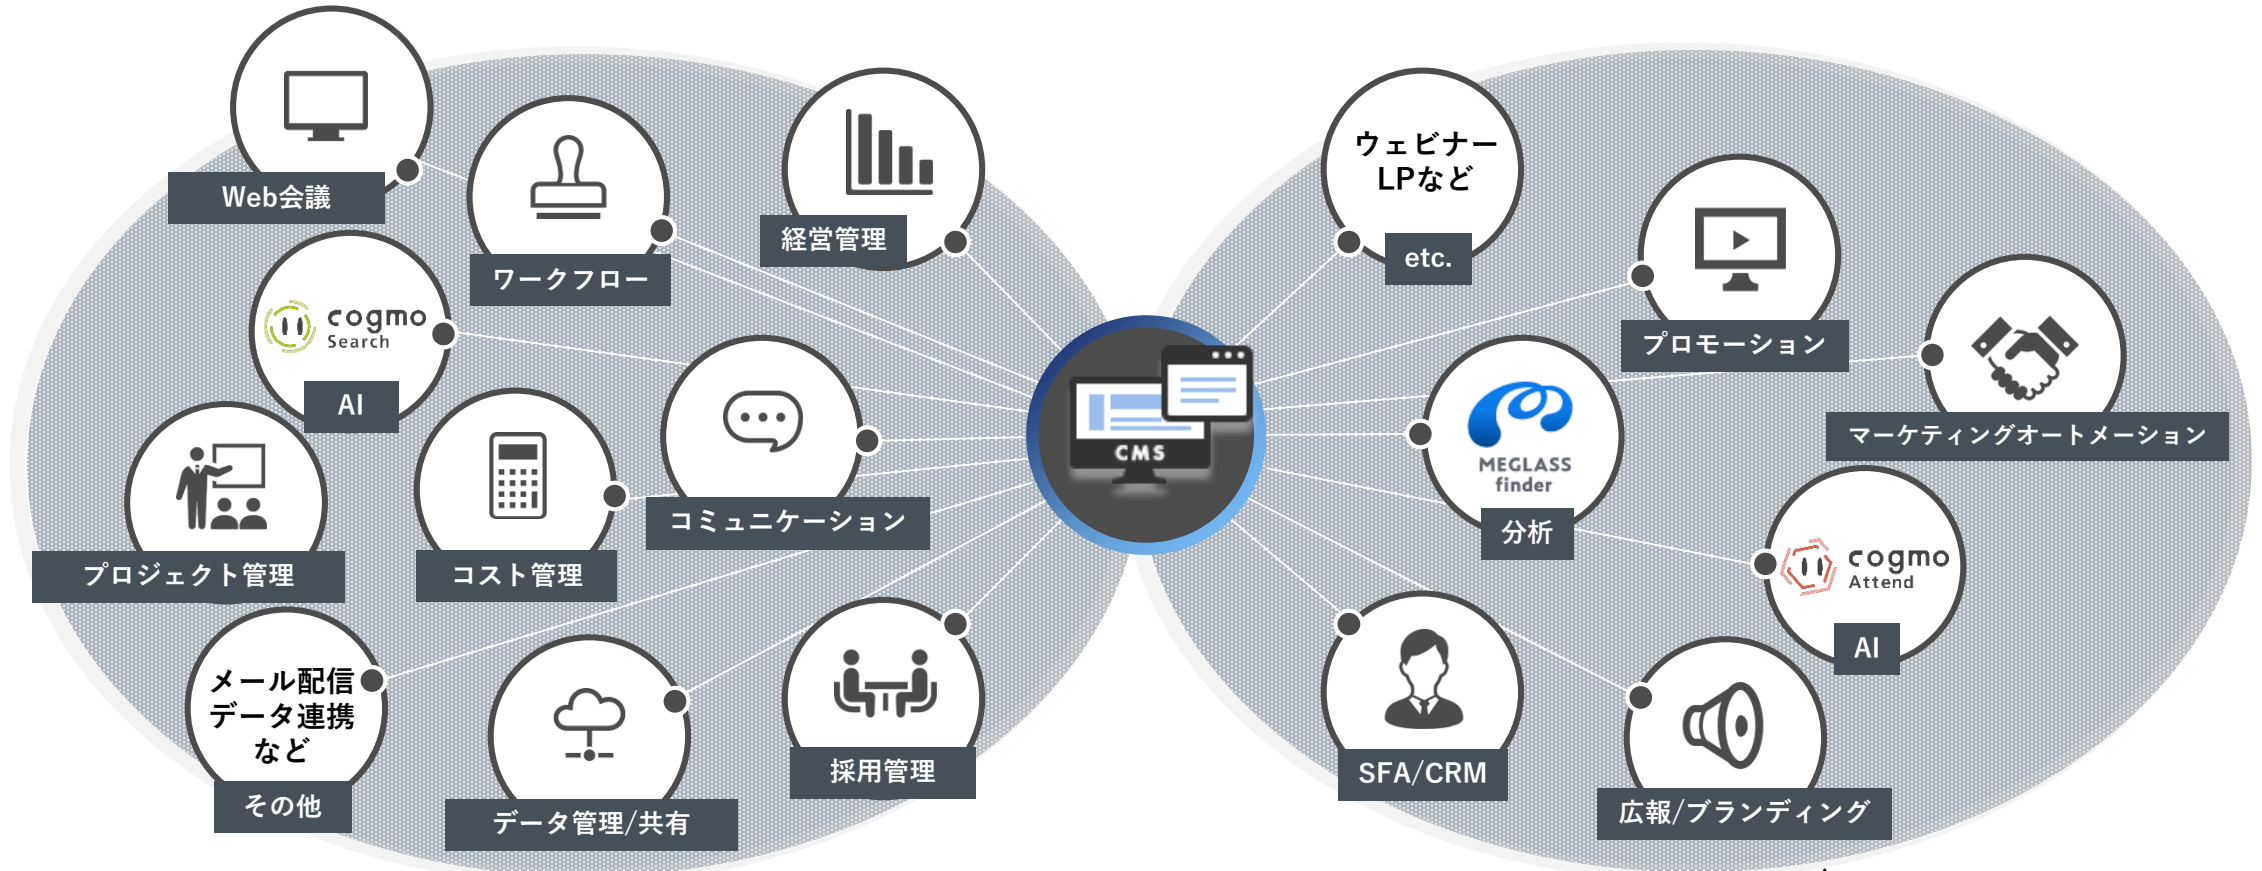 Web会議
ワークフロー
経営管理
cogmo
Search
AI
コミュニケーション
プロジェクト管理
コスト管理
メール配信
データ連携
など
その他
データ管理/共有
採用管理
CMS
ウェビナー
LPなど
etc.
プロモーション
マーケティングオートメーション
MEGLASS
finder
分析
cogmo
Attend
AI
SFA/CRM
広報/ブランディング